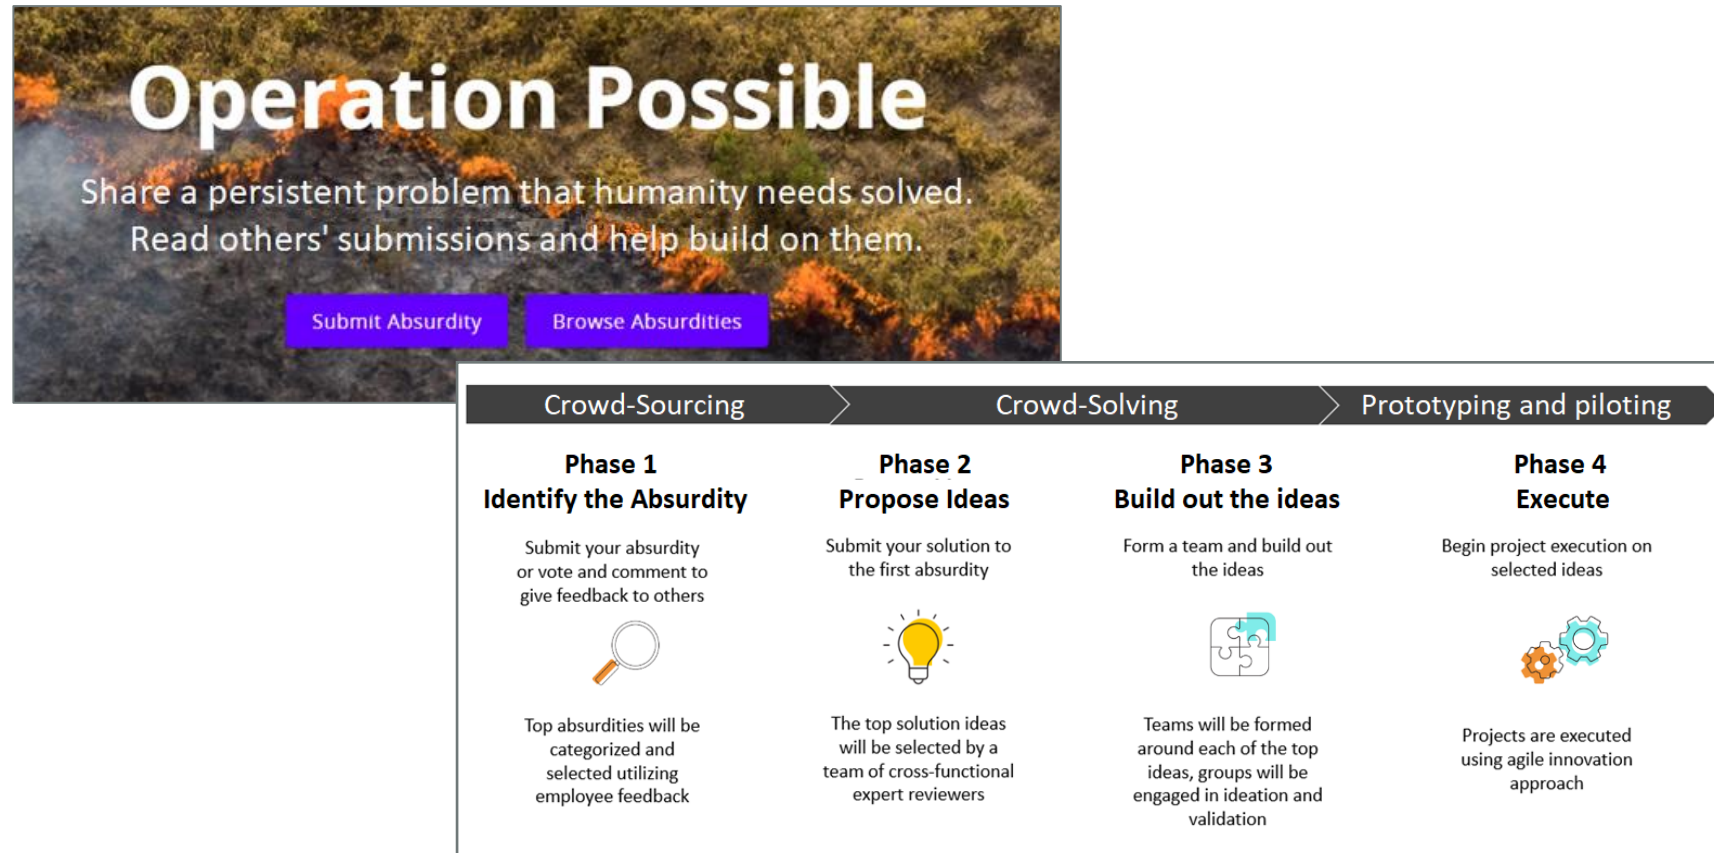 Operation Possible
Share a persistent problem that humanity needs solved.
Read others' submissions and help build on them.
Submit Absurdity
Browse Absurdities
Crowd-Sourcing
Crowd-Solving
Prototyping and piloting
Phase 1
Identify the Absurdity
Submit your absurdity
or vote and comment to
give feedback to others
Top absurdities will be
categorized and
selected utilizing
employee feedback
Phase 2
Propose Ideas
Submit your solution to
the first absurdity
The top solution ideas
will be selected by a
team of cross-functional
expert reviewers
Phase 3
Build out the ideas
Form a team and build out
the ideas
Teams will be formed
around each of the top
ideas, groups will be
engaged in ideation and
validation
Phase 4
Execute
Begin project execution on
selected ideas
Projects are executed
using agile innovation
approach